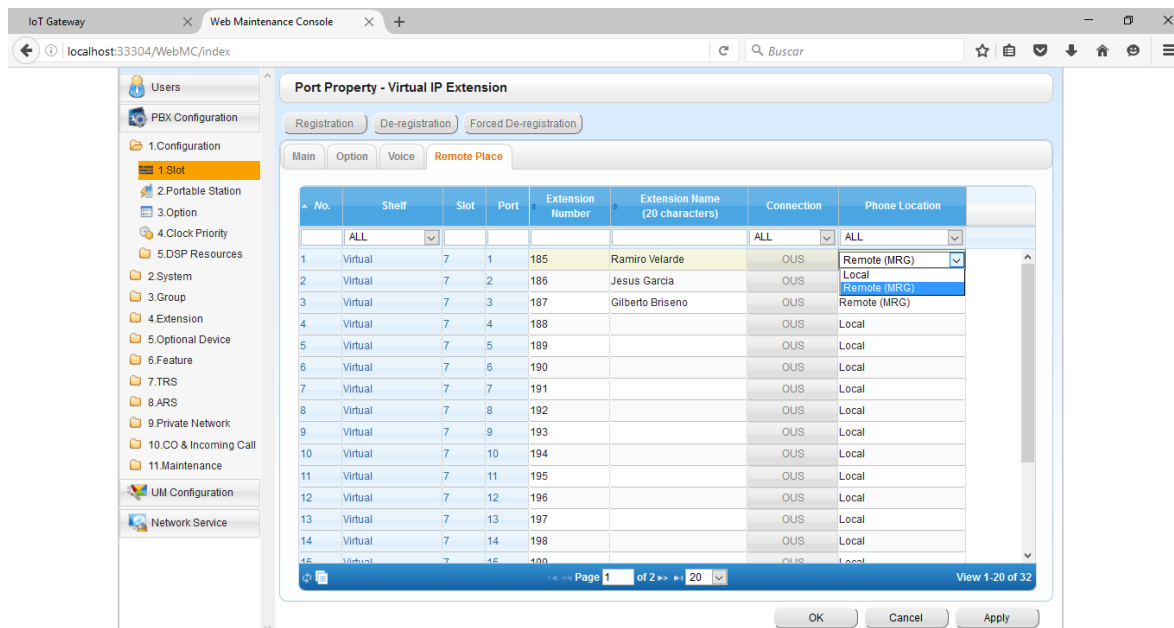 IoT Gateway
Web Maintenance Console
localhost:33304/WebMC/index
Buscar
Users
PBX Configuration
1.Configuration
1.Slot
2.Portable Station
3.Option
4.Clock Priority
5.DSP Resources
2.System
3.Group
4.Extension
5.Optional Device
6.Feature
7.TRS
8.ARS
9.Private Network
10.CO & Incoming Call
11.Maintenance
UM Configuration
Network Service
Port Property - Virtual IP Extension
Registration De-registration Forced De-registration
Main Option Voice Remote Place
No. Shelf Slot Port Extension Number Extension Name (20 characters) Connection Phone Location
ALL ALL ALL
1 Virtual 7 1 185 Ramiro Velarde OUS Remote (MRG)
Local
Remote (MRG)
2 Virtual 7 2 186 Jesus Garcia OUS
3 Virtual 7 3 187 Gilberto Briseno OUS Remote (MRG)
4 Virtual 7 4 188 OUS Local
5 Virtual 7 5 189 OUS Local
6 Virtual 7 6 190 OUS Local
7 Virtual 7 7 191 OUS Local
8 Virtual 7 8 192 OUS Local
9 Virtual 7 9 193 OUS Local
10 Virtual 7 10 194 OUS Local
11 Virtual 7 11 195 OUS Local
12 Virtual 7 12 196 OUS Local
13 Virtual 7 13 197 OUS Local
14 Virtual 7 14 198 OUS Local
15 Virtual 7 15 199 OUS Local
Page 1 of 2 20 View 1-20 of 32
OK Cancel Apply